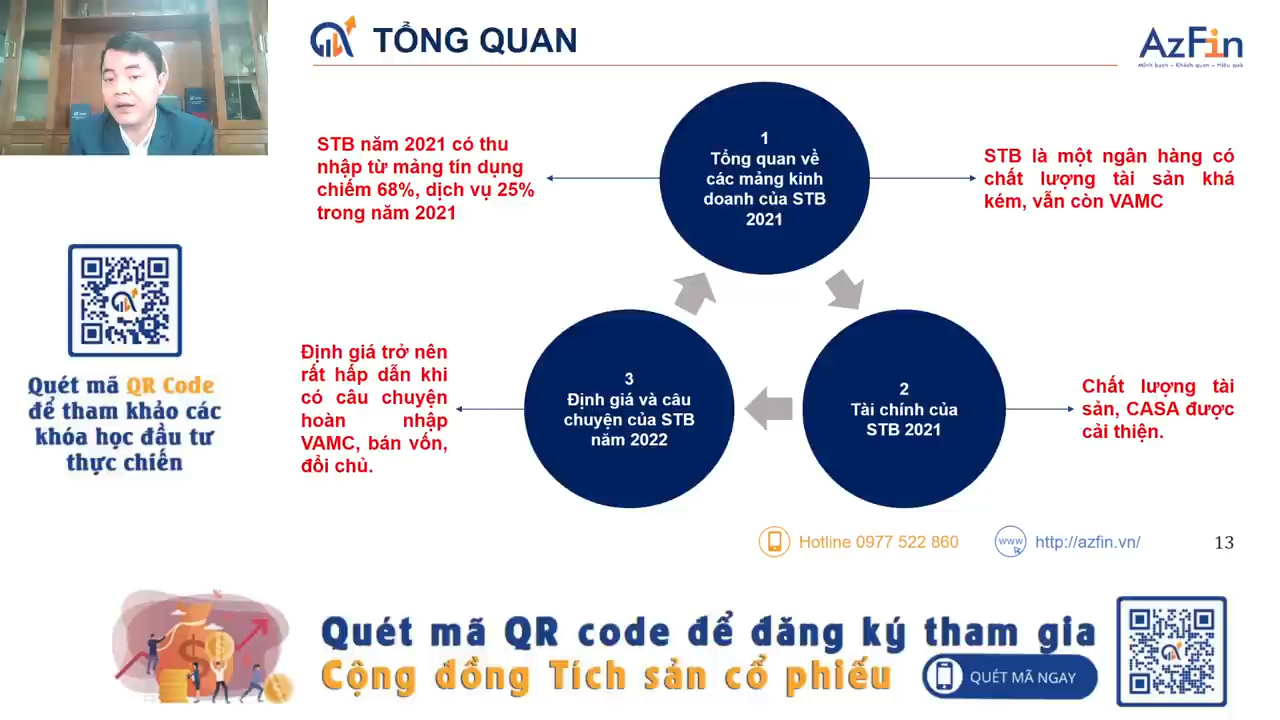 TỔNG QUAN
AzFin
Minh bạch – Khách quan – Hiệu quả
1
Tổng quan về
các mảng kinh
doanh của STB
2021
STB năm 2021 có thu
nhập từ mảng tín dụng
chiếm 68%, dịch vụ 25%
trong năm 2021
STB là một ngân hàng có
chất lượng tài sản khá
kém, vẫn còn VAMC
2
Tài chính của
STB 2021
Chất lượng tài
sản, CASA được
cải thiện.
3
Định giá và câu
chuyện của STB
năm 2022
Định giá trở nên
rất hấp dẫn khi
có câu chuyện
hoàn nhập
VAMC, bán vốn,
đổi chủ.
Quét mã QR Code
để tham khảo các
khóa học đầu tư
thực chiến
Hotline 0977 522 860
www
http://azfin.vn/
13
Quét mã QR code để đăng ký tham gia
Cộng đồng Tích sản cổ phiếu
QUÉT MÃ NGAY